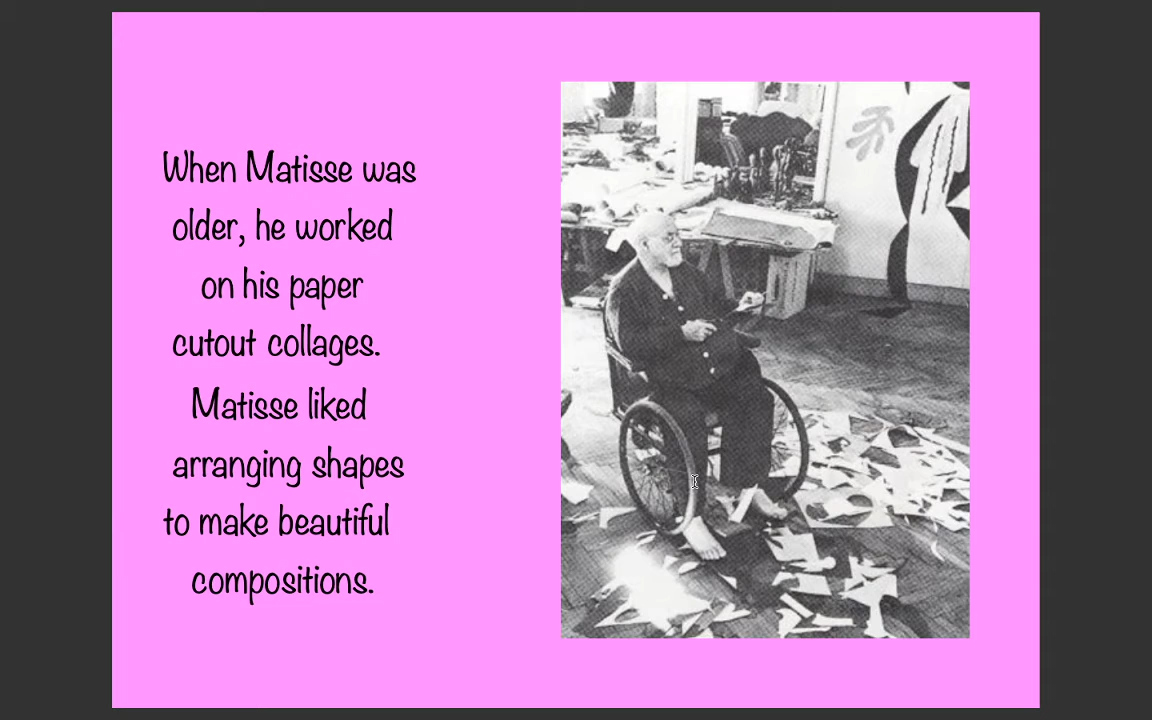 When Matisse was
older, he worked
on his paper
cutout collages.
Matisse liked
arranging shapes
to make beautiful
compositions.